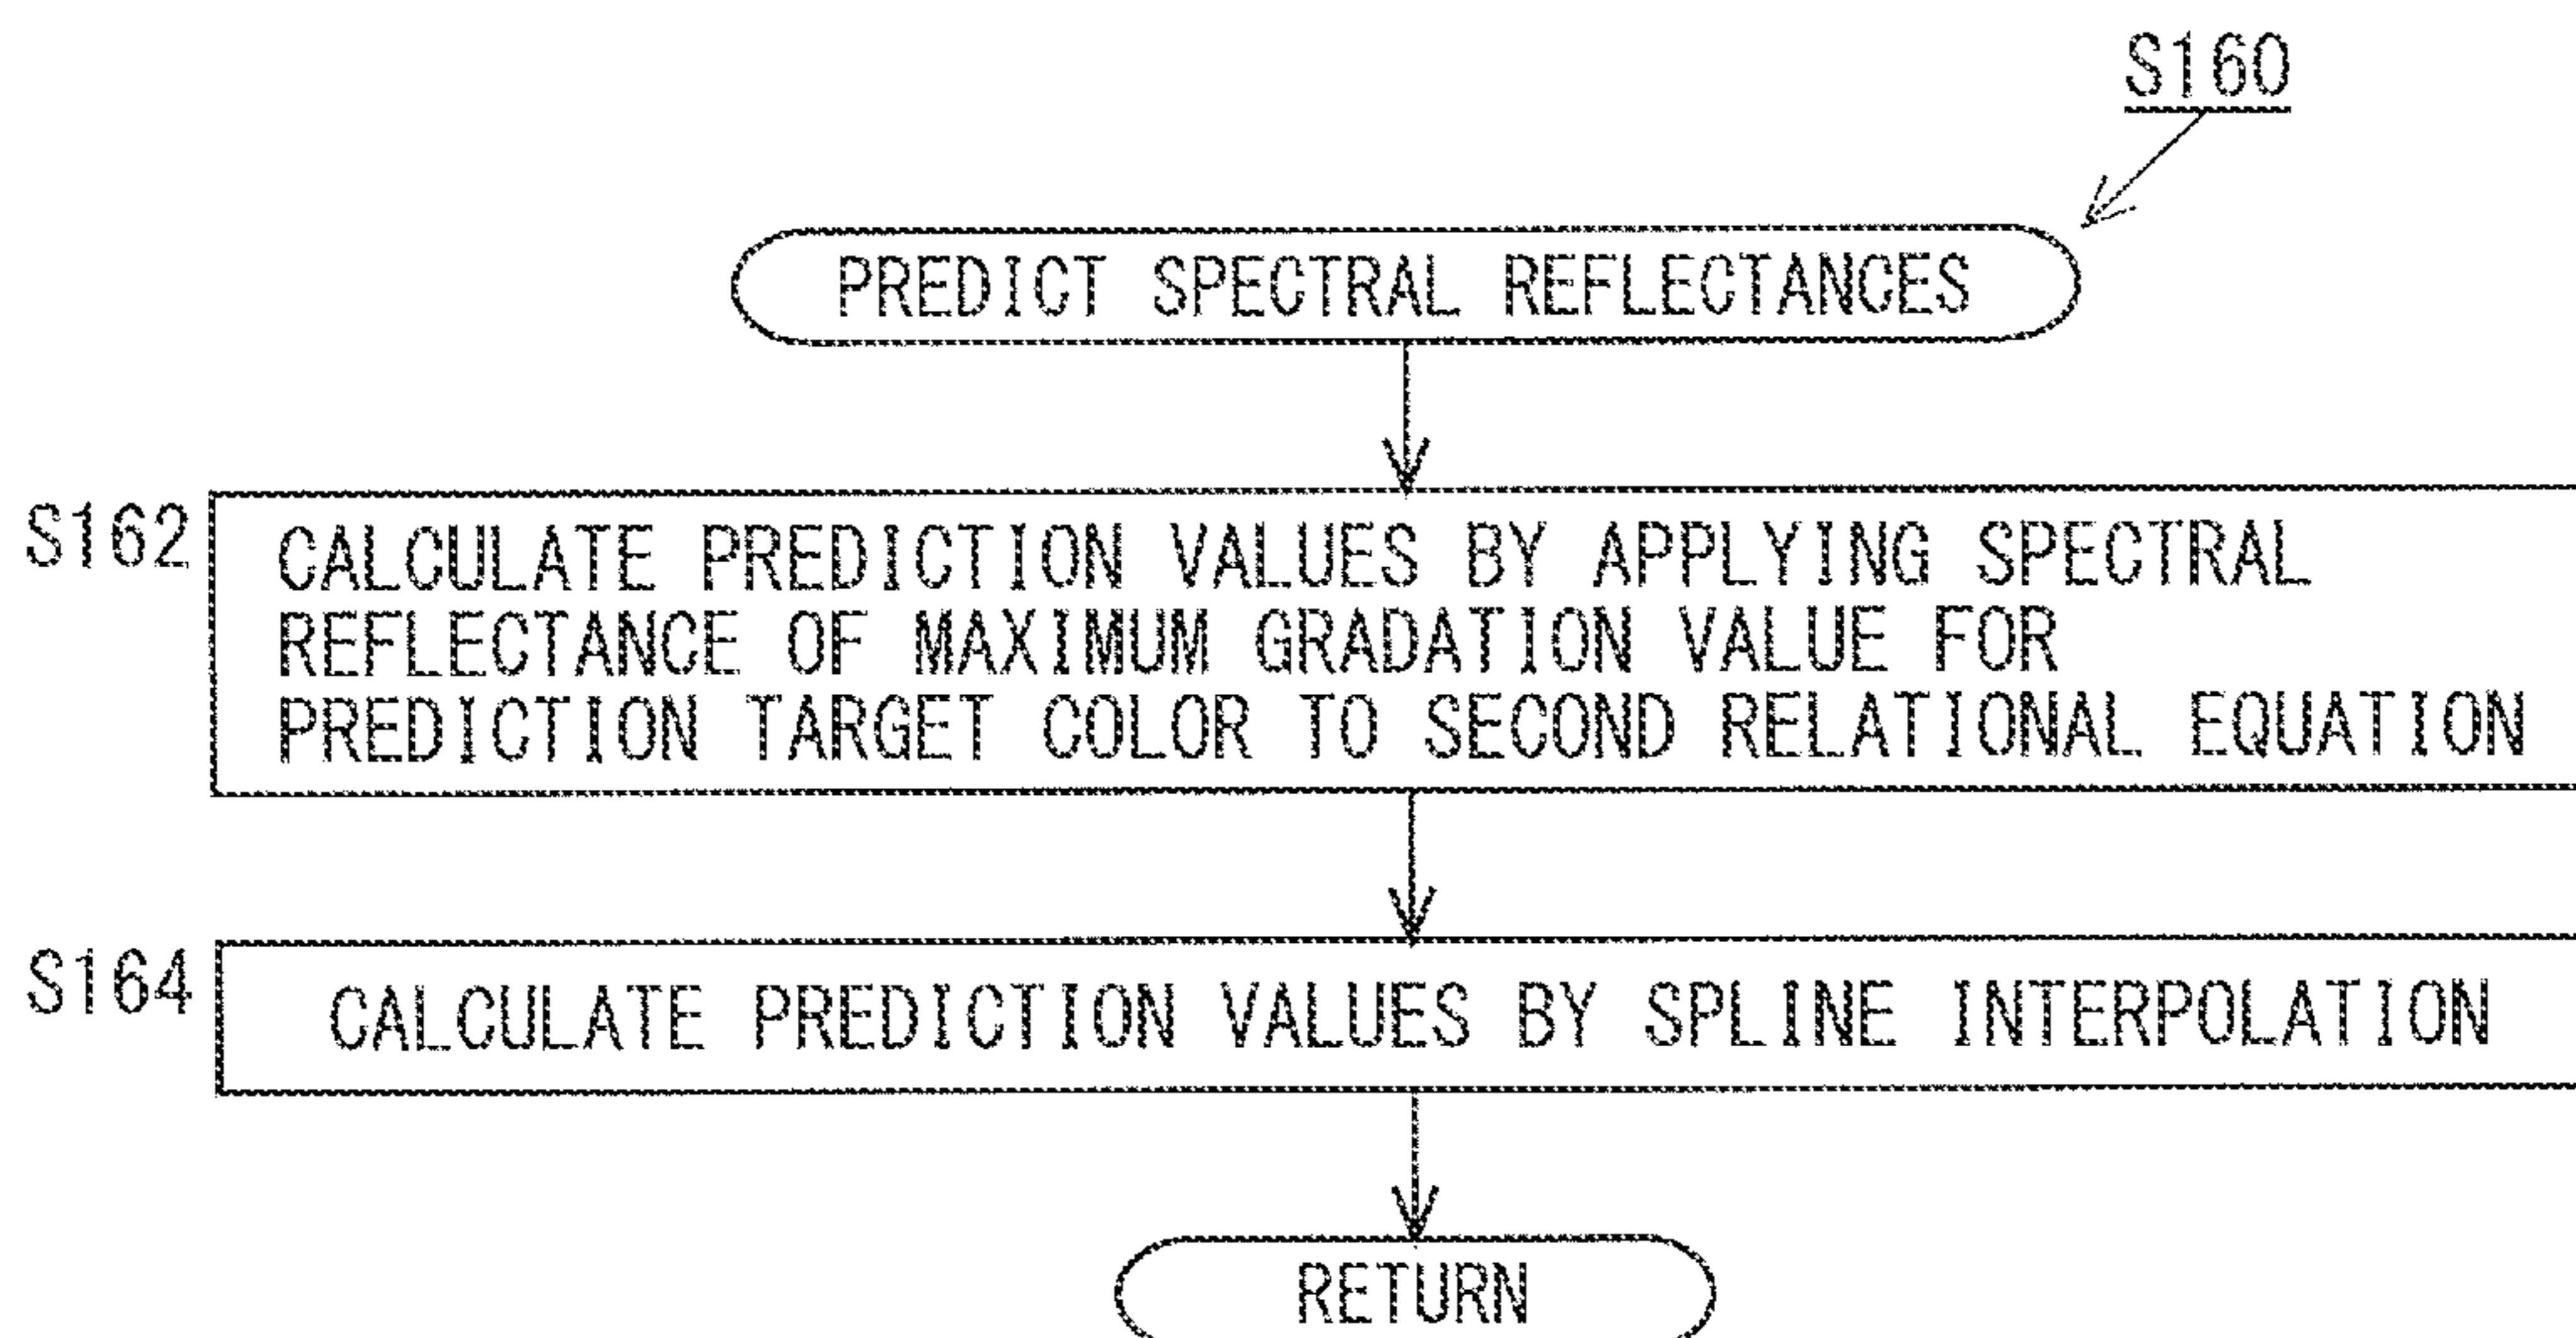 S160
PREDICT SPECTRAL REFLECTANCES
S162
CALCULATE PREDICTION VALUES BY APPLYING SPECTRAL
REFLECTANCE OF MAXIMUM GRADATION VALUE FOR
PREDICTION TARGET COLOR TO SECOND RELATIONAL EQUATION
S164
CALCULATE PREDICTION VALUES BY SPLINE INTERPOLATION
RETURN